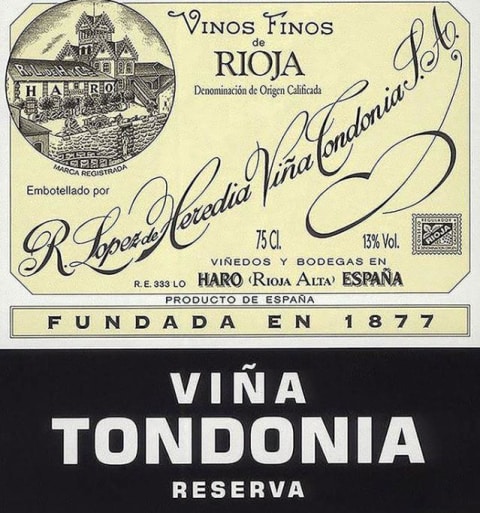 VINOS FINOS
de
RIOJA
Denominación de Origen Calificada
HARO
MARCA REGISTRADA
Embotellado por
R. Lopez de Heredia Viña Tondonia S.A.
75 Cl.
13% Vol.
RIOJA
VIÑEDOS Y BODEGAS EN
R.E. 333 LO HARO (RIOJA ALTA) ESPAÑA
PRODUCTO DE ESPAÑA
FUNDADA EN 1877
VIÑA
TONDONIA
RESERVA